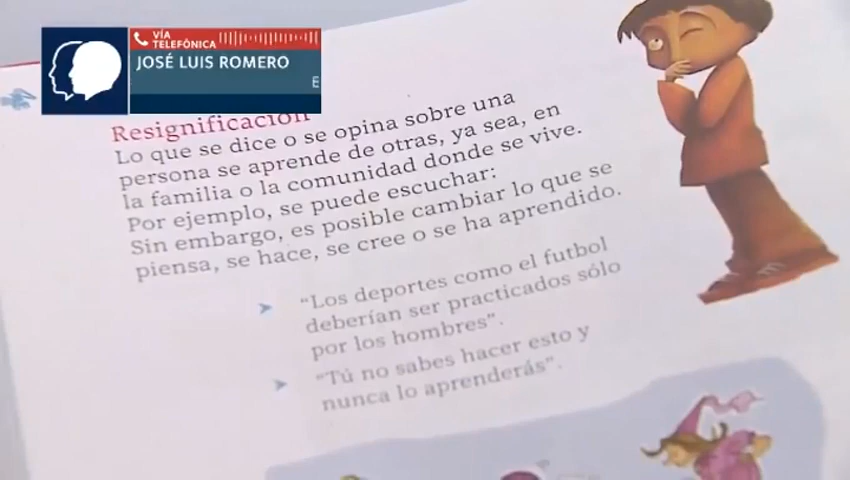 VÍA
TELEFÓNICA
JOSÉ LUIS ROMERO
E
Resignificación
Lo que se dice o se opina sobre una
persona se aprende de otras, ya sea, en
la familia o la comunidad donde se vive.
Por ejemplo, se puede escuchar:
Sin embargo, es posible cambiar lo que se
piensa, se hace, se cree o se ha aprendido.
➤ “Los deportes como el futbol
deberían ser practicados sólo
por los hombres”.
➤ “Tú no sabes hacer esto y
nunca lo aprenderás”.